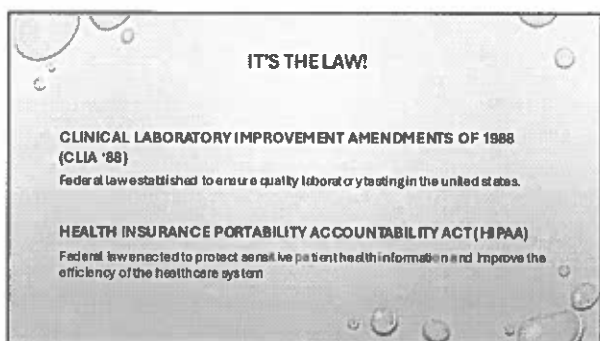 IT'S THE LAW!
CLINICAL LABORATORY IMPROVEMENT AMENDMENTS OF 1988
(CLIA '88)
Federal law established to ensure quality laboratory testing in the united states.
HEALTH INSURANCE PORTABILITY ACCOUNTABILITY ACT (HIPAA)
Federal law enacted to protect sensitive patient health information and improve the
efficiency of the healthcare system